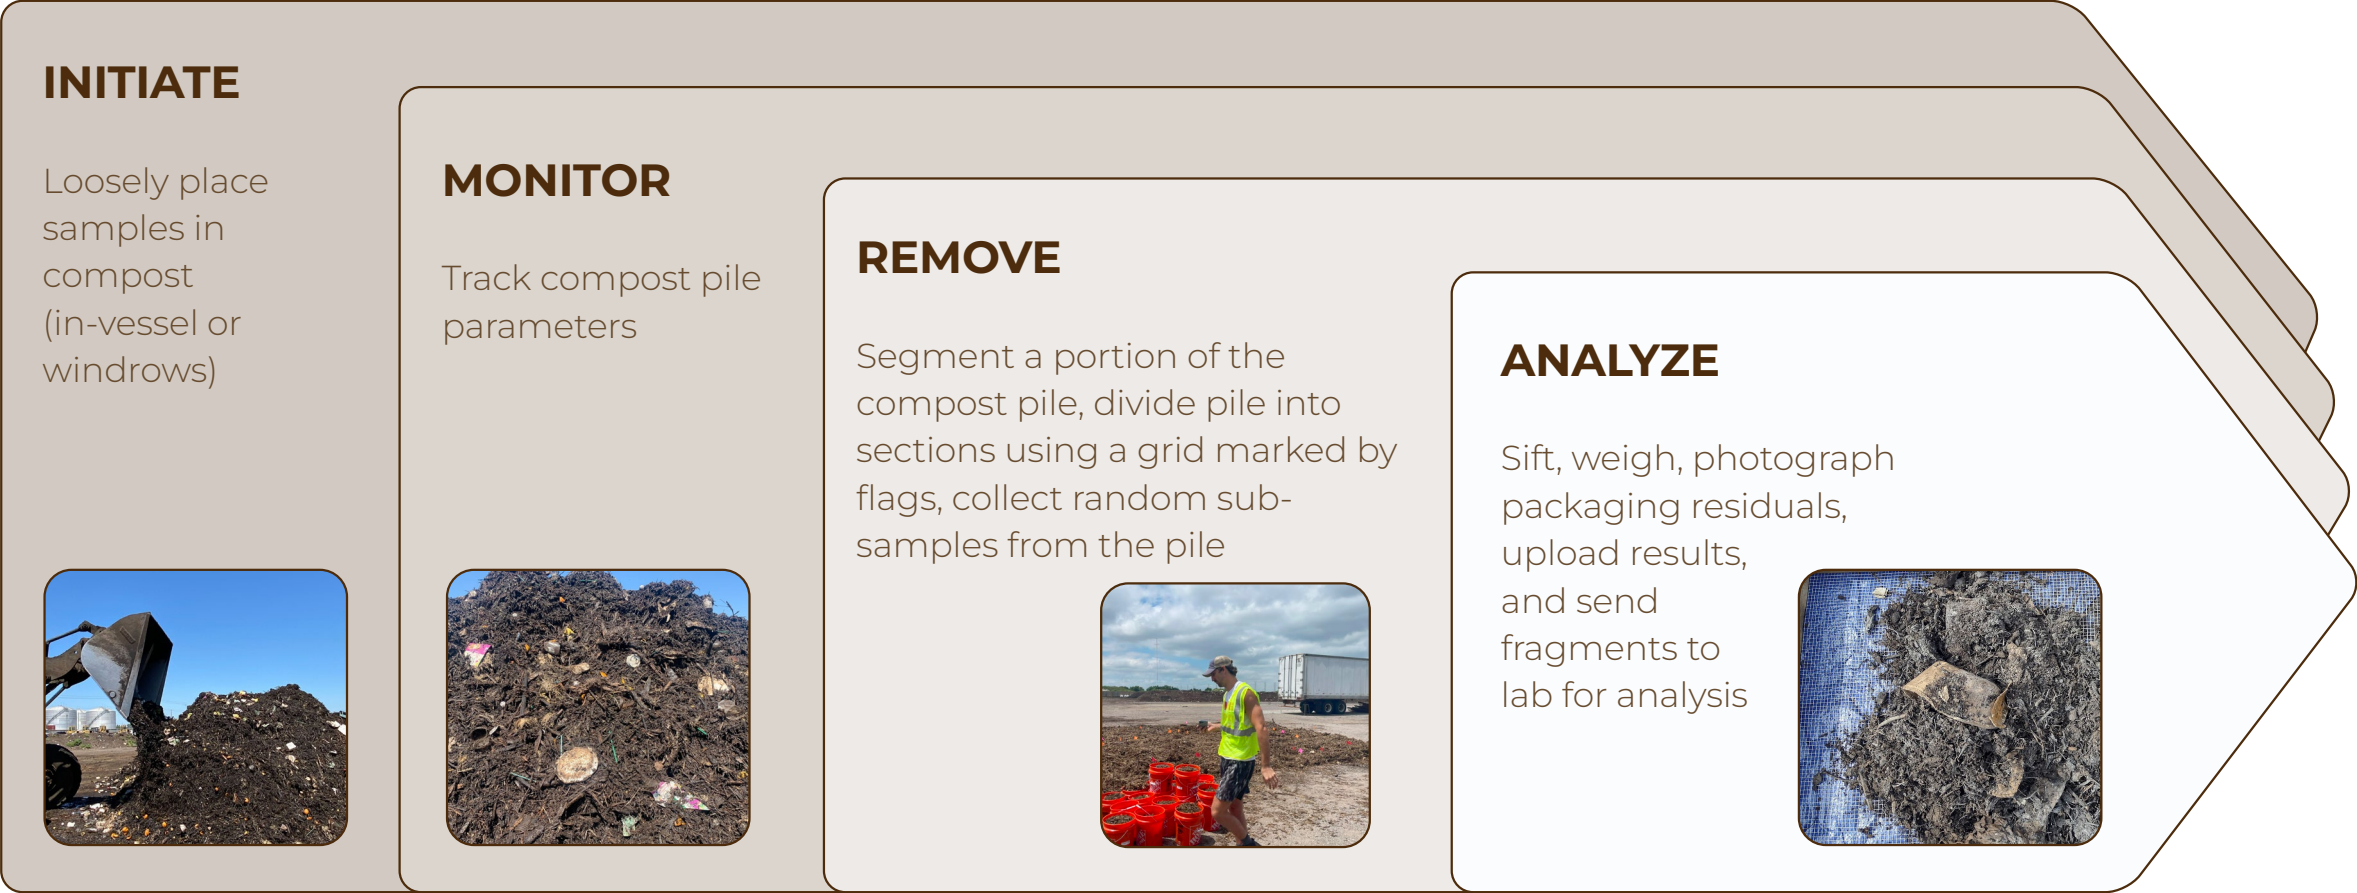 INITIATE
Loosely place
samples in
compost
(in-vessel or
windrows)
MONITOR
Track compost pile
parameters
REMOVE
Segment a portion of the
compost pile, divide pile into
sections using a grid marked by
flags, collect random sub-
samples from the pile
ANALYZE
Sift, weigh, photograph
packaging residuals,
upload results,
and send
fragments to
lab for analysis